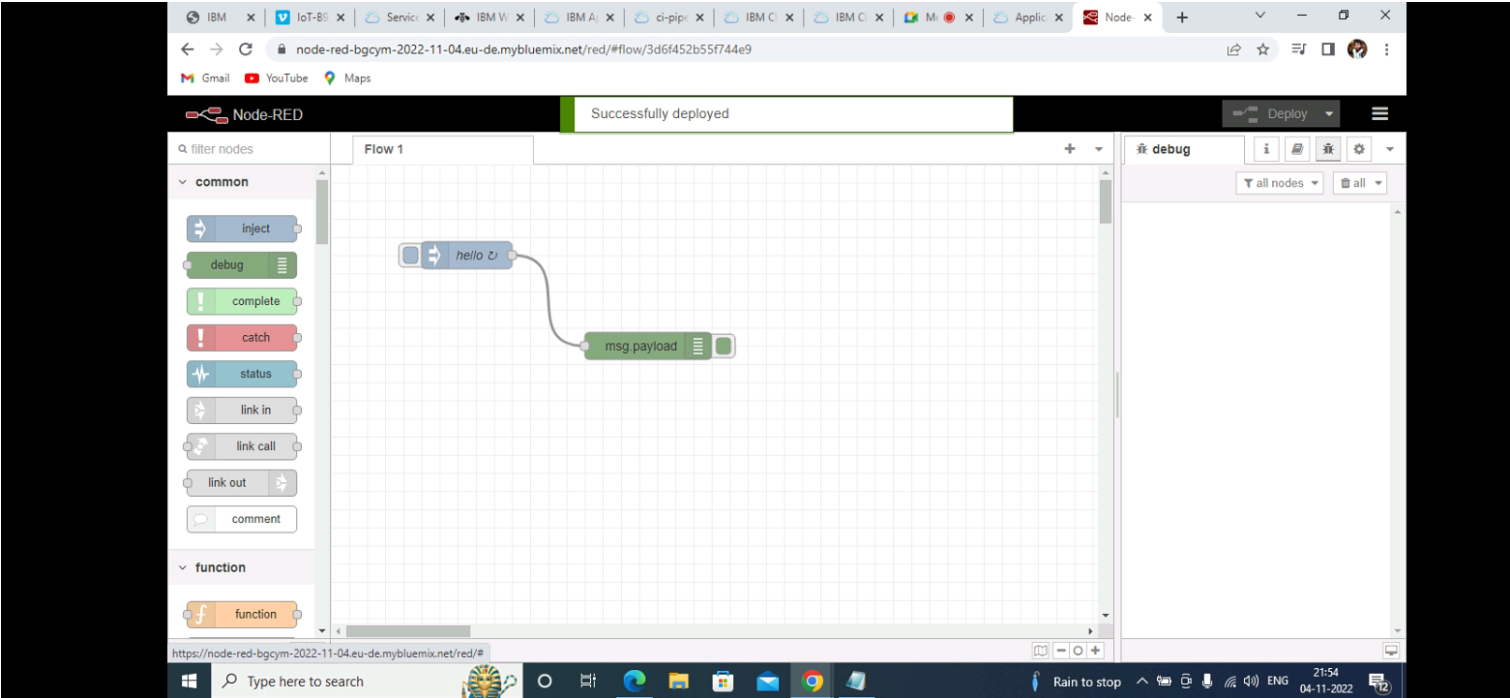 IBM
IoT-B9
Service
IBM W
IBM A
ci-pipe
IBM Cl
IBM Cl
Me
Applic
Node-
node-red-bgcym-2022-11-04.eu-de.mybluemix.net/red/#flow/3d6f452b55f744e9
Gmail YouTube Maps
Node-RED
Successfully deployed
Deploy
filter nodes
Flow 1
debug
i
all nodes
all
common
inject
debug
complete
catch
status
link in
link call
link out
comment
function
function
hello ↻
msg.payload
https://node-red-bgcym-2022-11-04.eu-de.mybluemix.net/red/#
Type here to search
Rain to stop
ENG
21:54
04-11-2022
12